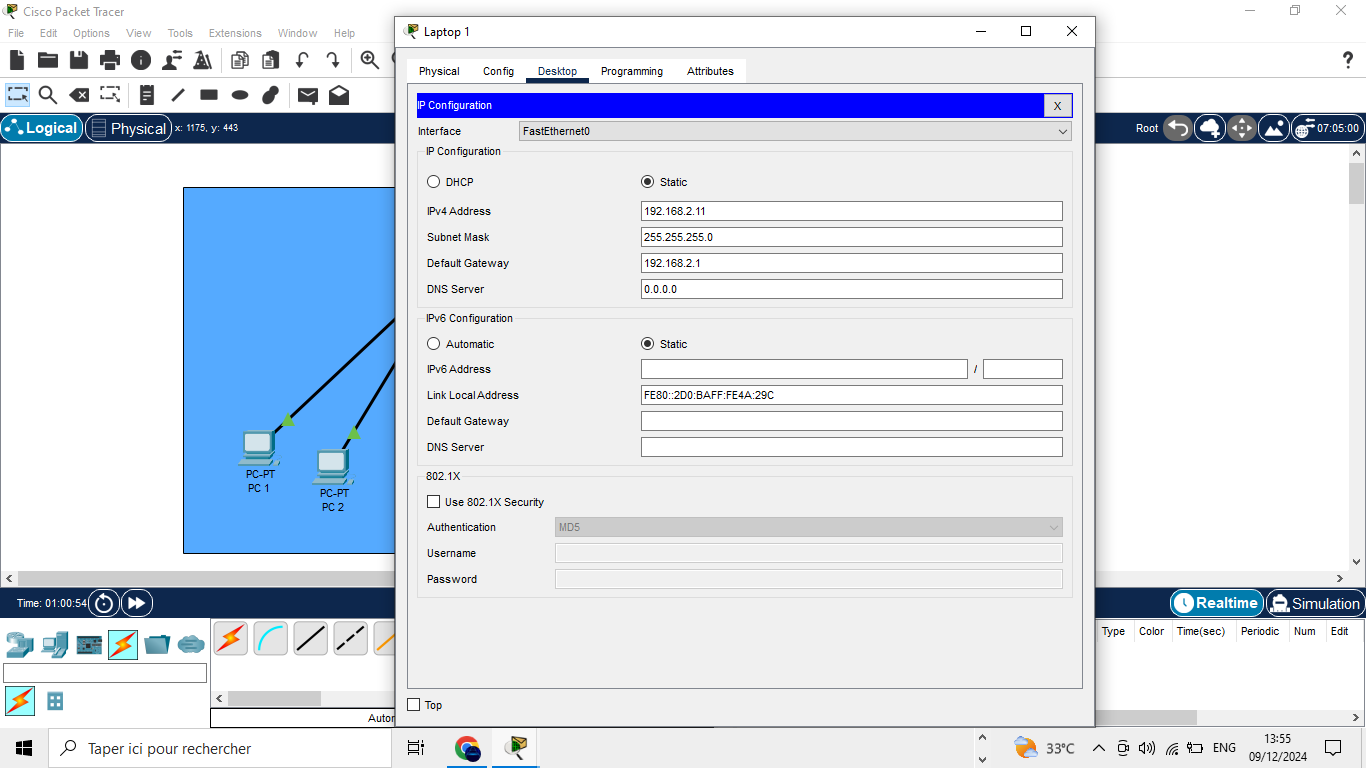 Cisco Packet Tracer
File Edit Options View Tools Extensions Window Help
?
Logical Physical x: 1175, y: 443
Root 07:05:00
PC-PT
PC 1
PC-PT
PC 2
Time: 01:00:54
Realtime Simulation
Type Color Time(sec) Periodic Num Edit
Laptop 1
Physical Config Desktop Programming Attributes
IP Configuration X
Interface FastEthernet0
IP Configuration
DHCP Static
IPv4 Address 192.168.2.11
Subnet Mask 255.255.255.0
Default Gateway 192.168.2.1
DNS Server 0.0.0.0
IPv6 Configuration
Automatic Static
IPv6 Address /
Link Local Address FE80::2D0:BAFF:FE4A:29C
Default Gateway
DNS Server
802.1X
Use 802.1X Security
Authentication MD5
Username
Password
Top
Autor
Taper ici pour rechercher
33°C ENG 13:55
09/12/2024